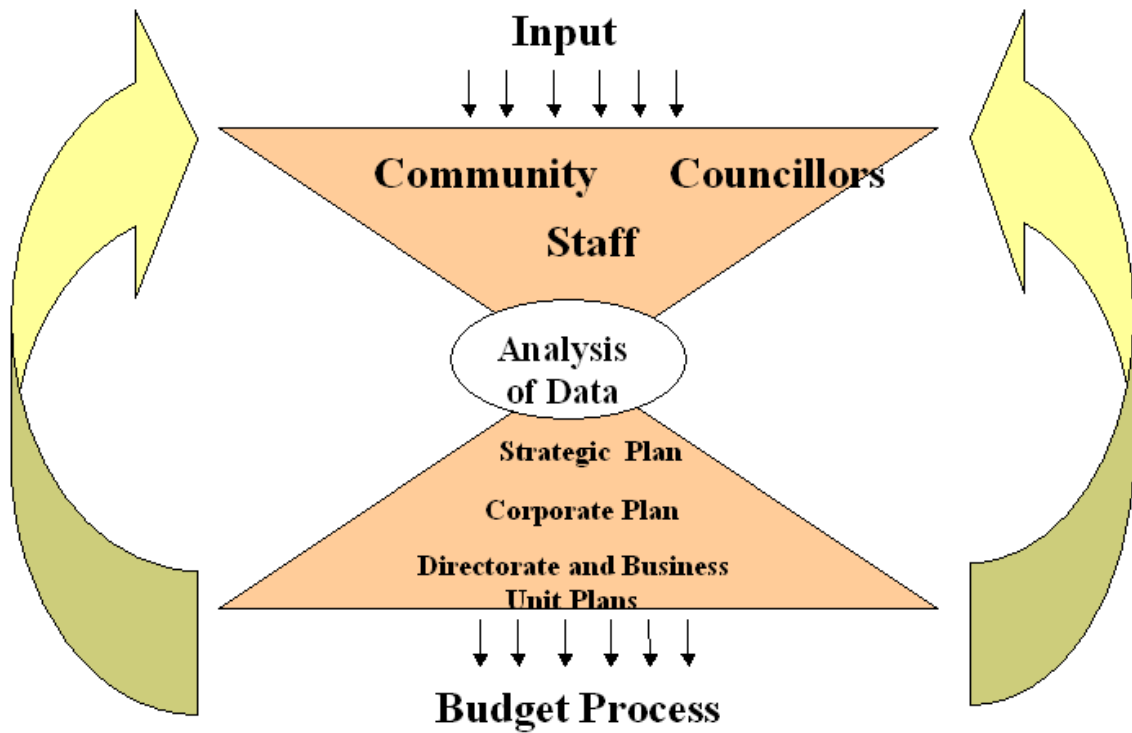 Input
Community Councillors
Staff
Analysis
of Data
Strategic Plan
Corporate Plan
Directorate and Business
Unit Plans
Budget Process